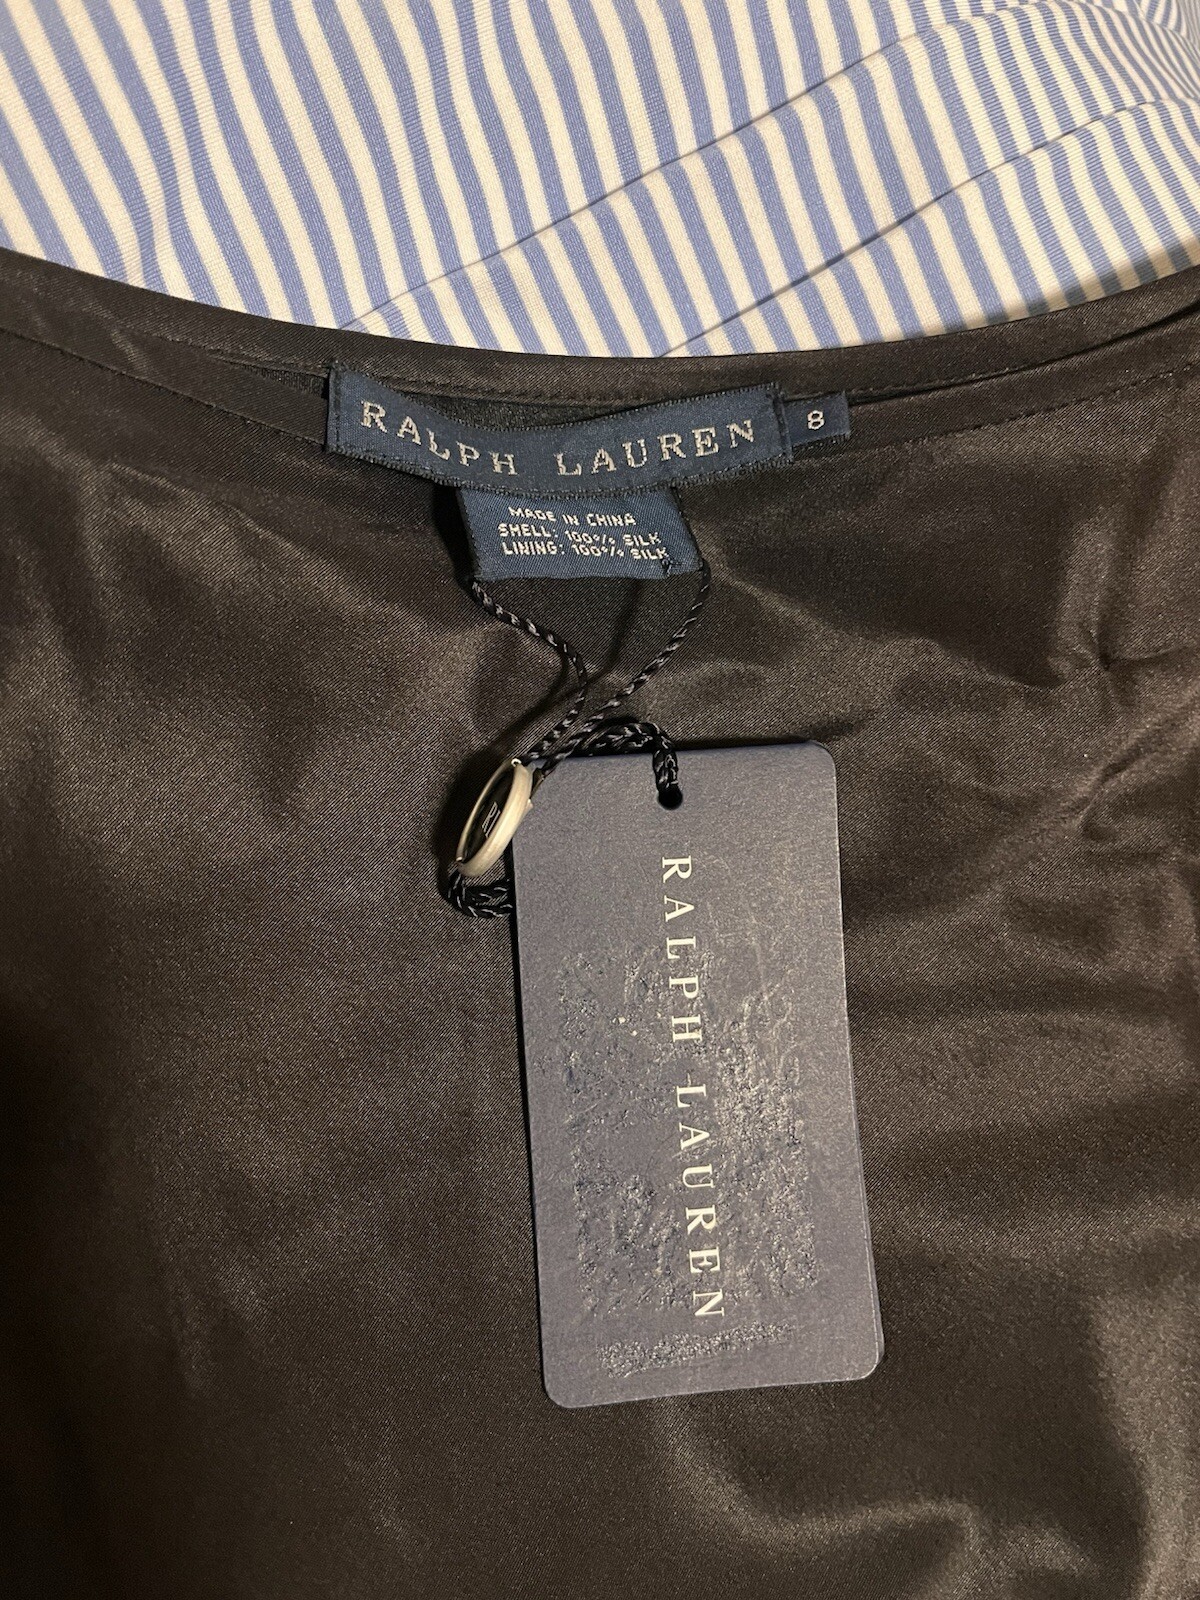 RALPH LAUREN
8
MADE IN CHINA
SHELL: 100% SILK
LINING: 100% SILK
RALPH LAUREN